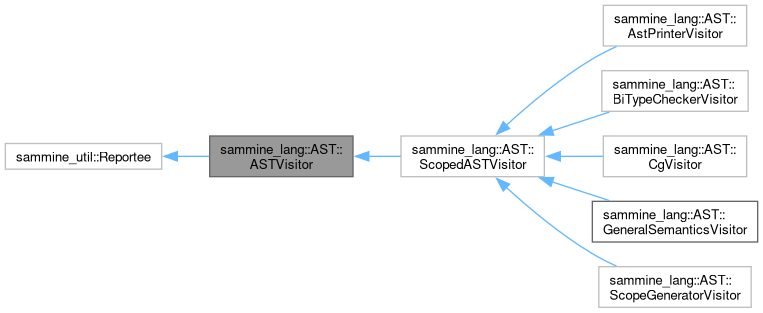 sammine_util::Reportee
sammine_lang::AST::
ASTVisitor
sammine_lang::AST::
ScopedASTVisitor
sammine_lang::AST::
AstPrinterVisitor
sammine_lang::AST::
BiTypeCheckerVisitor
sammine_lang::AST::
CgVisitor
sammine_lang::AST::
GeneralSemanticsVisitor
sammine_lang::AST::
ScopeGeneratorVisitor